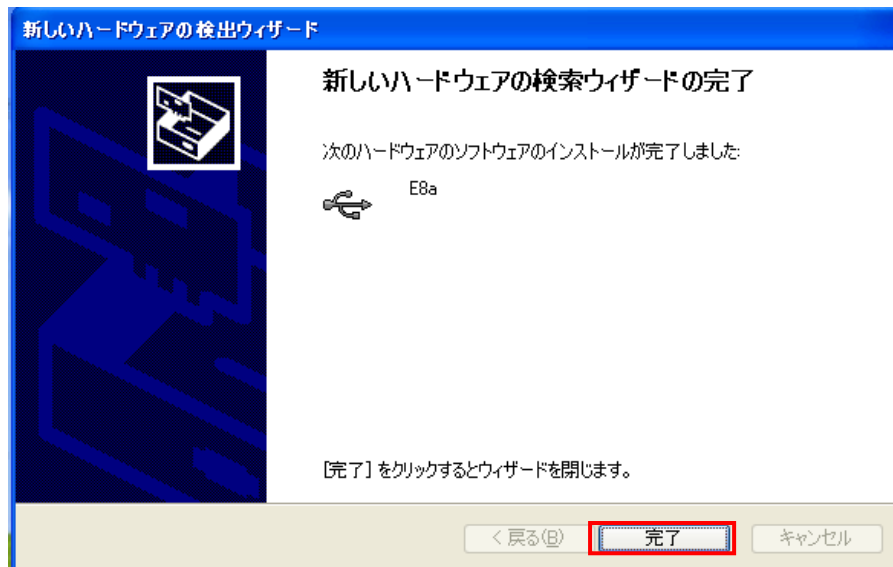 新しいハードウェアの検出ウィザード
新しいハードウェアの検索ウィザードの完了
次のハードウェアのソフトウェアのインストールが完了しました:
E8a
[完了] をクリックするとウィザードを閉じます。
< 戻る(B) 完了 キャンセル